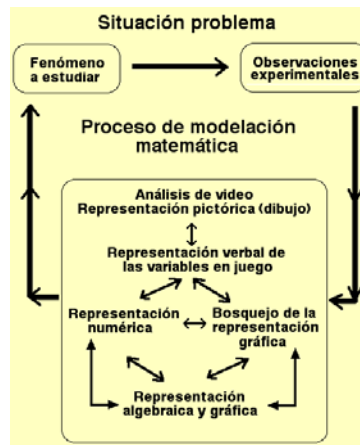 Situación problema
Fenómeno
a estudiar
Observaciones
experimentales
Proceso de modelación
matemática
Análisis de video
Representación pictórica (dibujo)
Representación verbal de
las variables en juego
Representación
numérica
Bosquejo de la
representación
gráfica
Representación
algebraica y gráfica